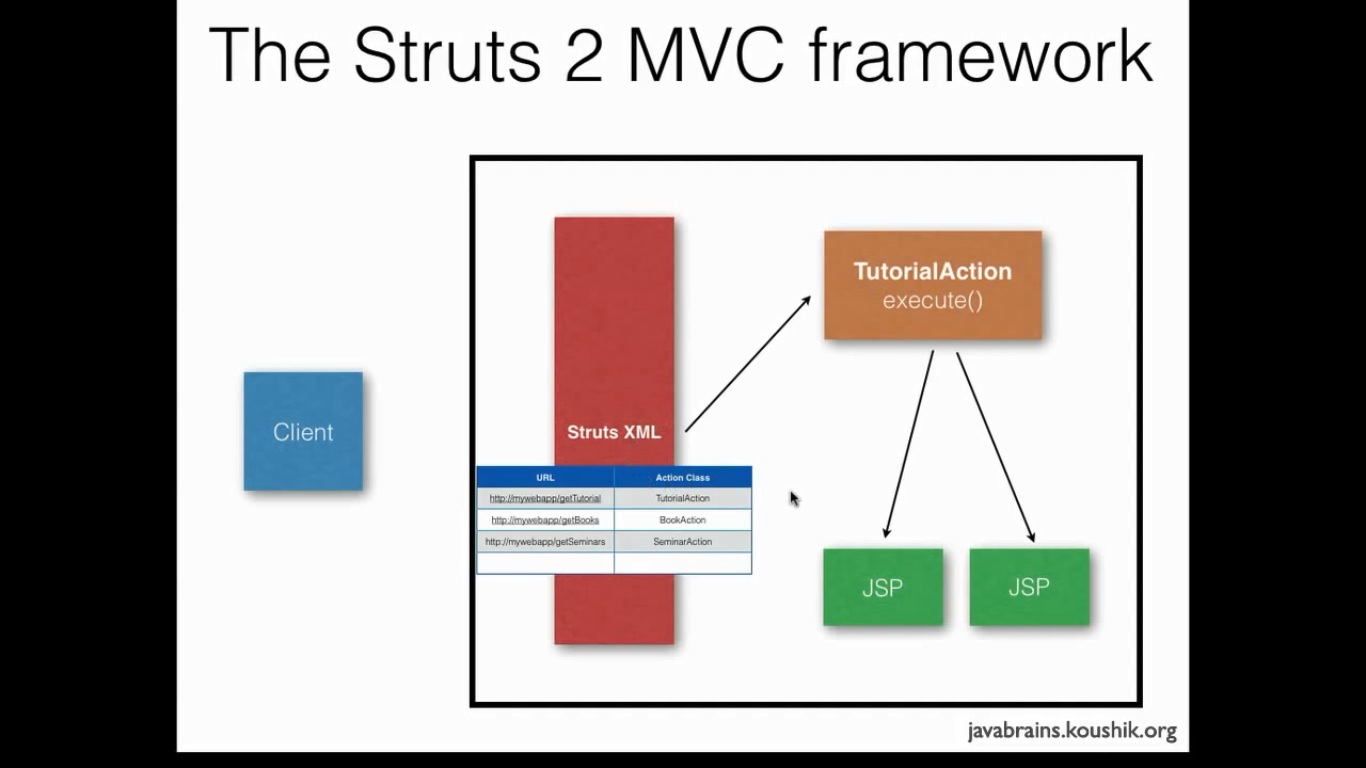 The Struts 2 MVC framework
TutorialAction
execute()
Client
Struts XML
URL Action Class
http://mywebapp/getTutorial TutorialAction
http://mywebapp/getBooks BookAction
http://mywebapp/getSeminars SeminarAction
JSP JSP
javabrains.koushik.org